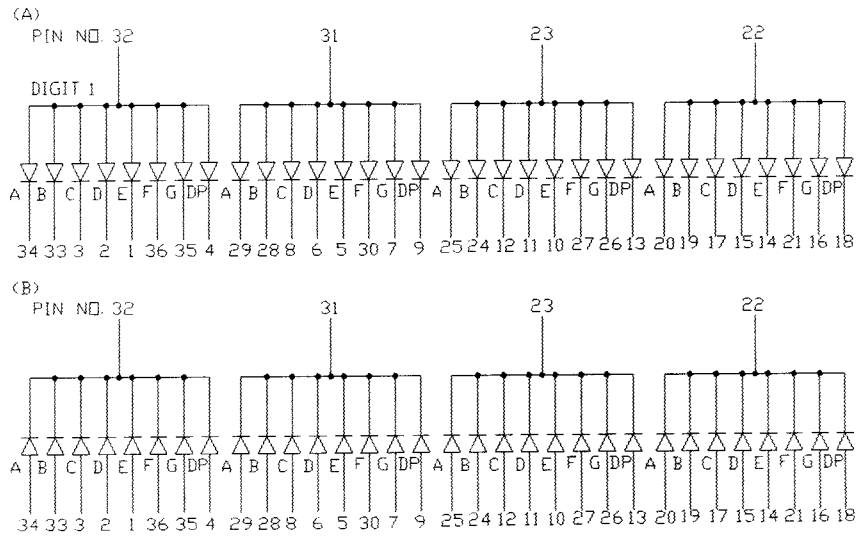 (A)
PIN NO. 32 31 23 22
DIGIT 1
A B C D E F G DP A B C D E F G DP A B C D E F G DP A B C D E F G DP
34 33 3 2 1 36 35 4 29 28 8 6 5 30 7 9 25 24 12 11 10 27 26 13 20 19 17 15 14 21 16 18
(B)
PIN NO. 32 31 23 22
A B C D E F G DP A B C D E F G DP A B C D E F G DP A B C D E F G DP
34 33 3 2 1 36 35 4 29 28 8 6 5 30 7 9 25 24 12 11 10 27 26 13 20 19 17 15 14 21 16 18